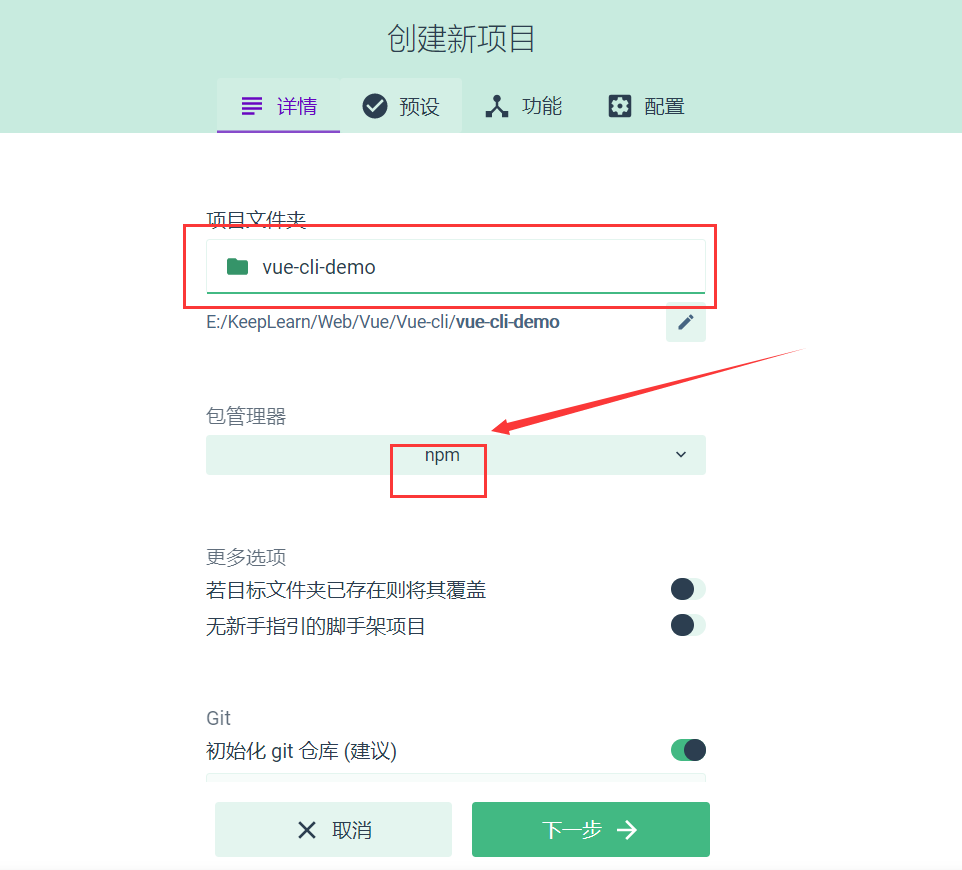 创建新项目
详情 预设 功能 配置
项目文件夹
vue-cli-demo
E:/KeepLearn/Web/Vue/Vue-cli/vue-cli-demo
包管理器
npm
更多选项
若目标文件夹已存在则将其覆盖
无新手指引的脚手架项目
Git
初始化 git 仓库 (建议)
取消 下一步